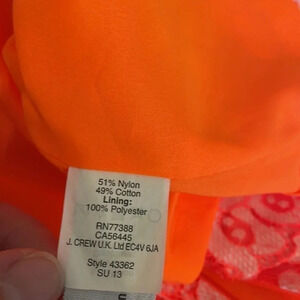 51% Nylon
49% Cotton
Lining:
100% Polyester
RN77388
CA56445
J. CREW U.K. Ltd EC4V 6JA
Style 43362
SU 13